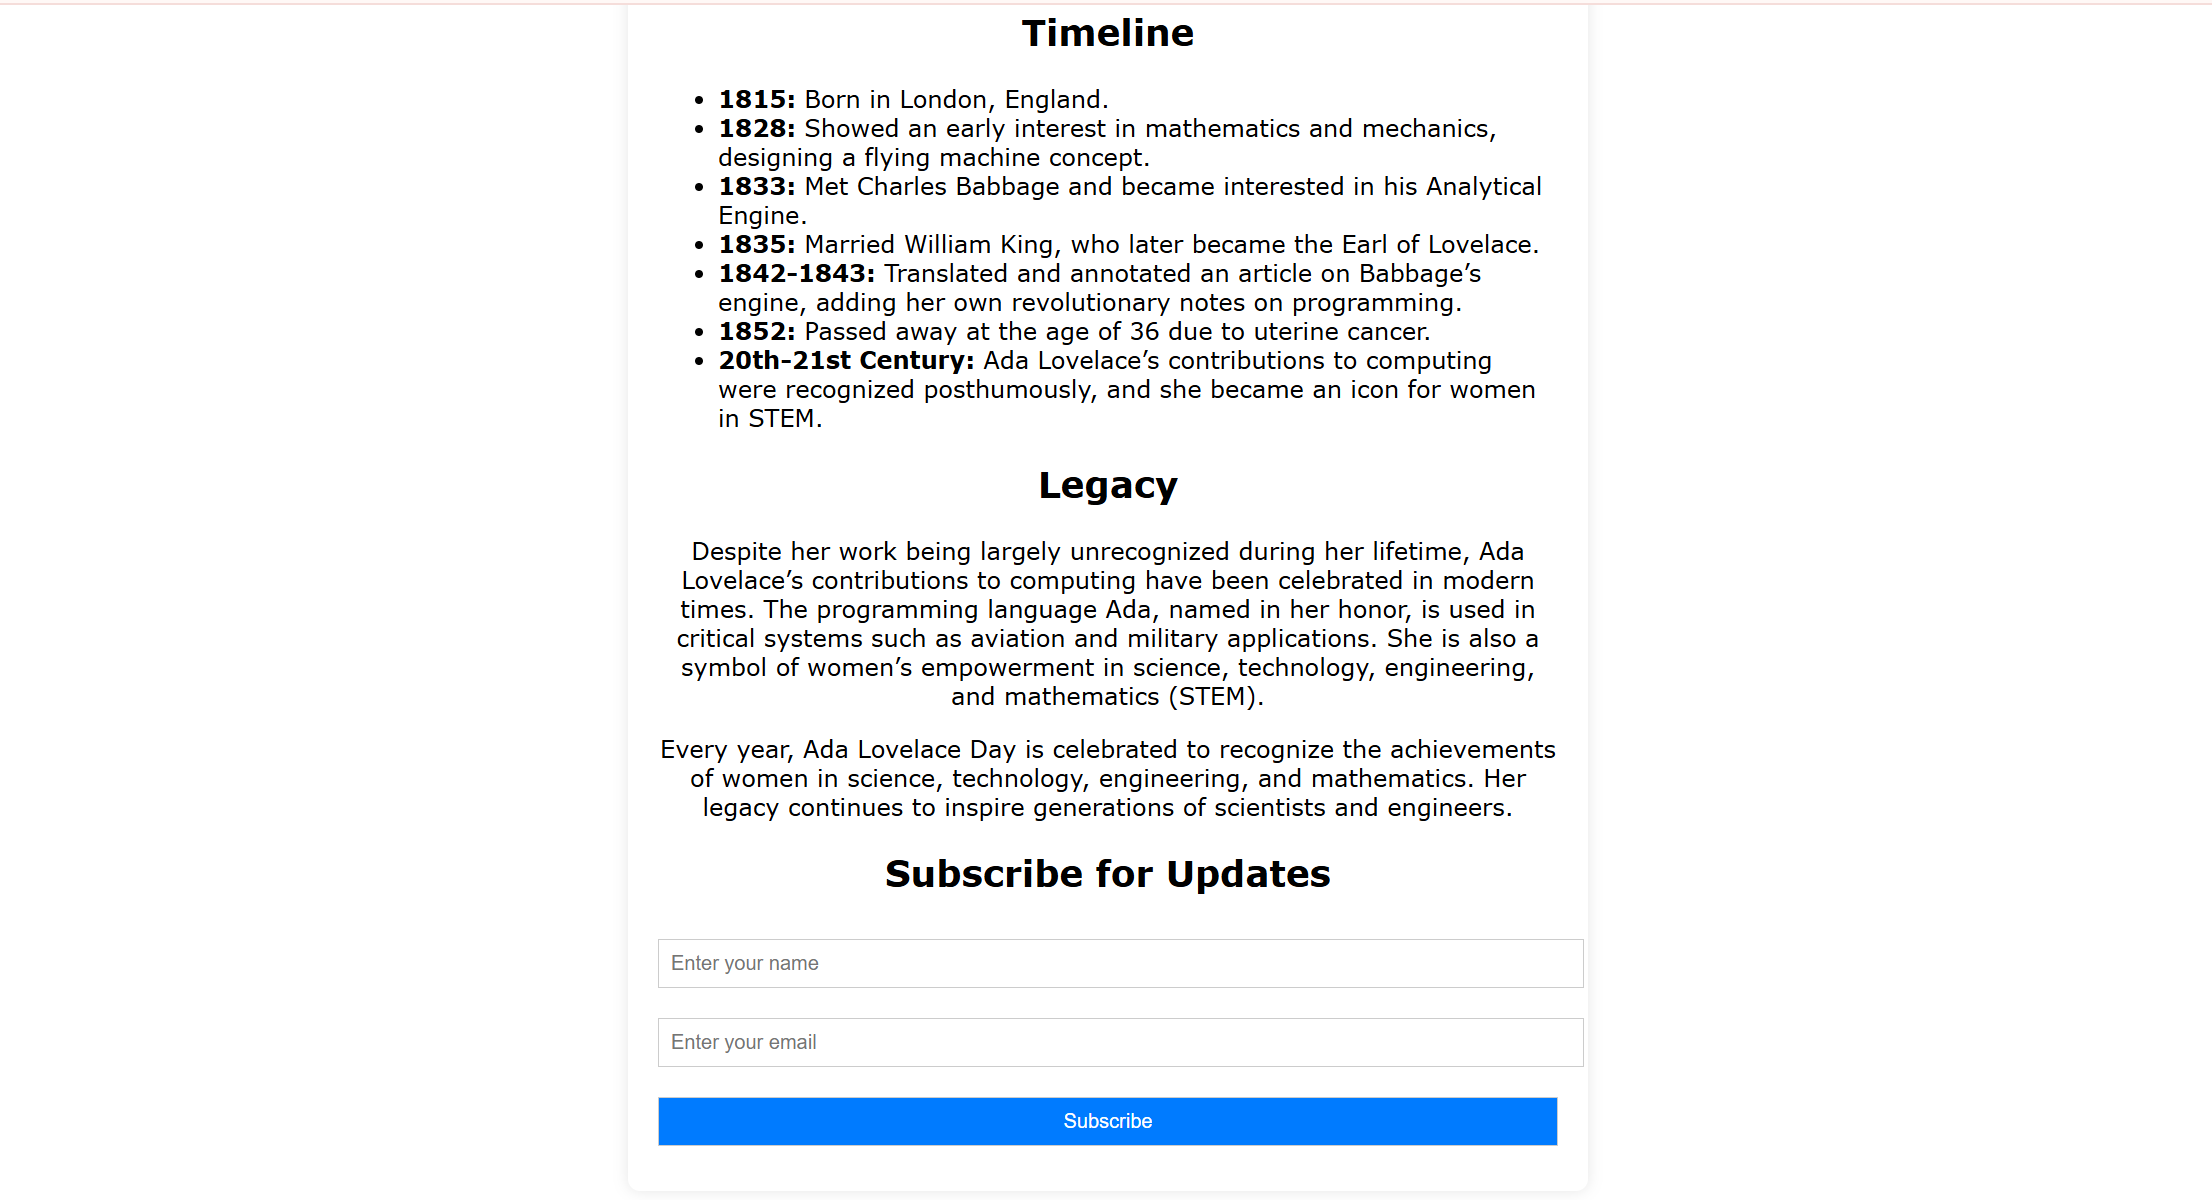 Timeline
• 1815: Born in London, England.
• 1828: Showed an early interest in mathematics and mechanics,
designing a flying machine concept.
• 1833: Met Charles Babbage and became interested in his Analytical
Engine.
• 1835: Married William King, who later became the Earl of Lovelace.
• 1842-1843: Translated and annotated an article on Babbage’s
engine, adding her own revolutionary notes on programming.
• 1852: Passed away at the age of 36 due to uterine cancer.
• 20th-21st Century: Ada Lovelace’s contributions to computing
were recognized posthumously, and she became an icon for women
in STEM.
Legacy
Despite her work being largely unrecognized during her lifetime, Ada
Lovelace’s contributions to computing have been celebrated in modern
times. The programming language Ada, named in her honor, is used in
critical systems such as aviation and military applications. She is also a
symbol of women’s empowerment in science, technology, engineering,
and mathematics (STEM).
Every year, Ada Lovelace Day is celebrated to recognize the achievements
of women in science, technology, engineering, and mathematics. Her
legacy continues to inspire generations of scientists and engineers.
Subscribe for Updates
Enter your name
Enter your email
Subscribe